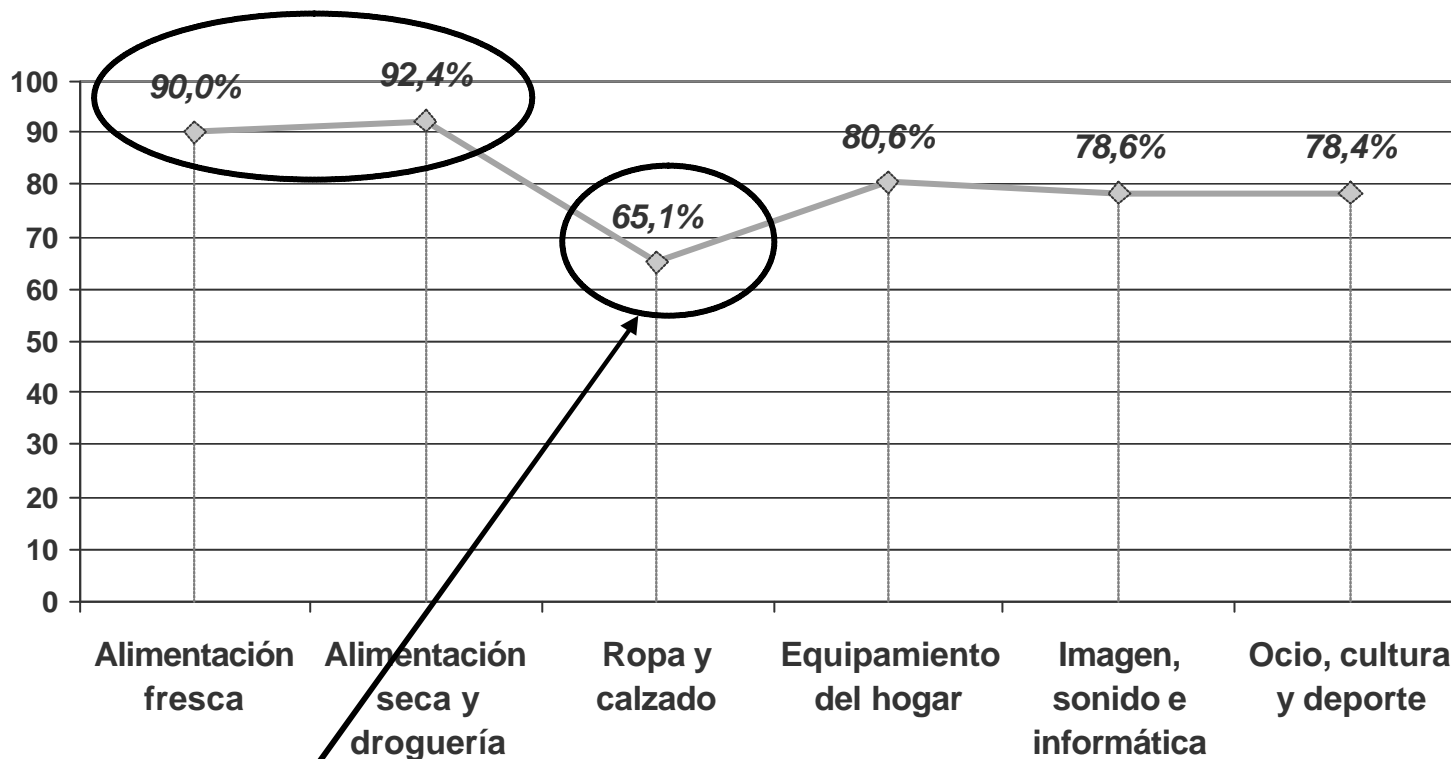 100
90
80
70
60
50
40
30
20
10
0
90,0%
92,4%
65,1%
80,6%
78,6%
78,4%
Alimentación
fresca
Alimentación
seca y
droguería
Ropa y
calzado
Equipamiento
del hogar
Imagen,
sonido e
informática
Ocio, cultura
y deporte